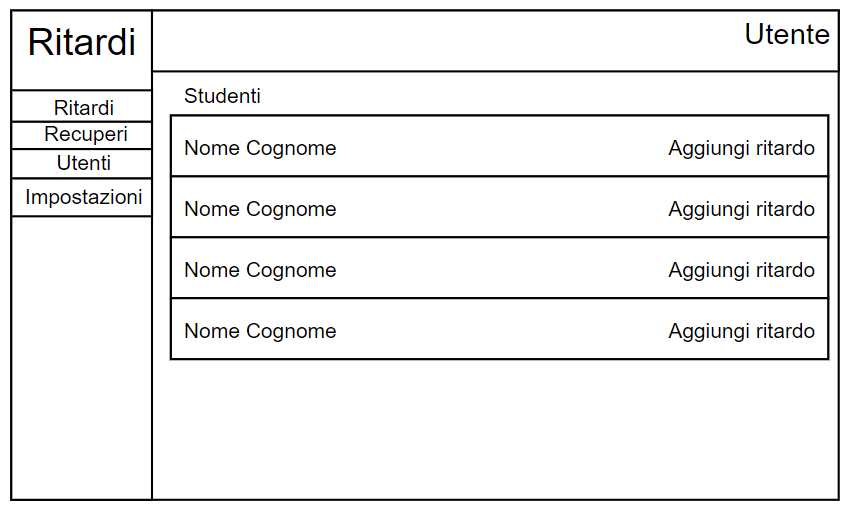 Ritardi
Utente
Ritardi
Recuperi
Utenti
Impostazioni
Studenti
Nome Cognome Aggiungi ritardo
Nome Cognome Aggiungi ritardo
Nome Cognome Aggiungi ritardo
Nome Cognome Aggiungi ritardo